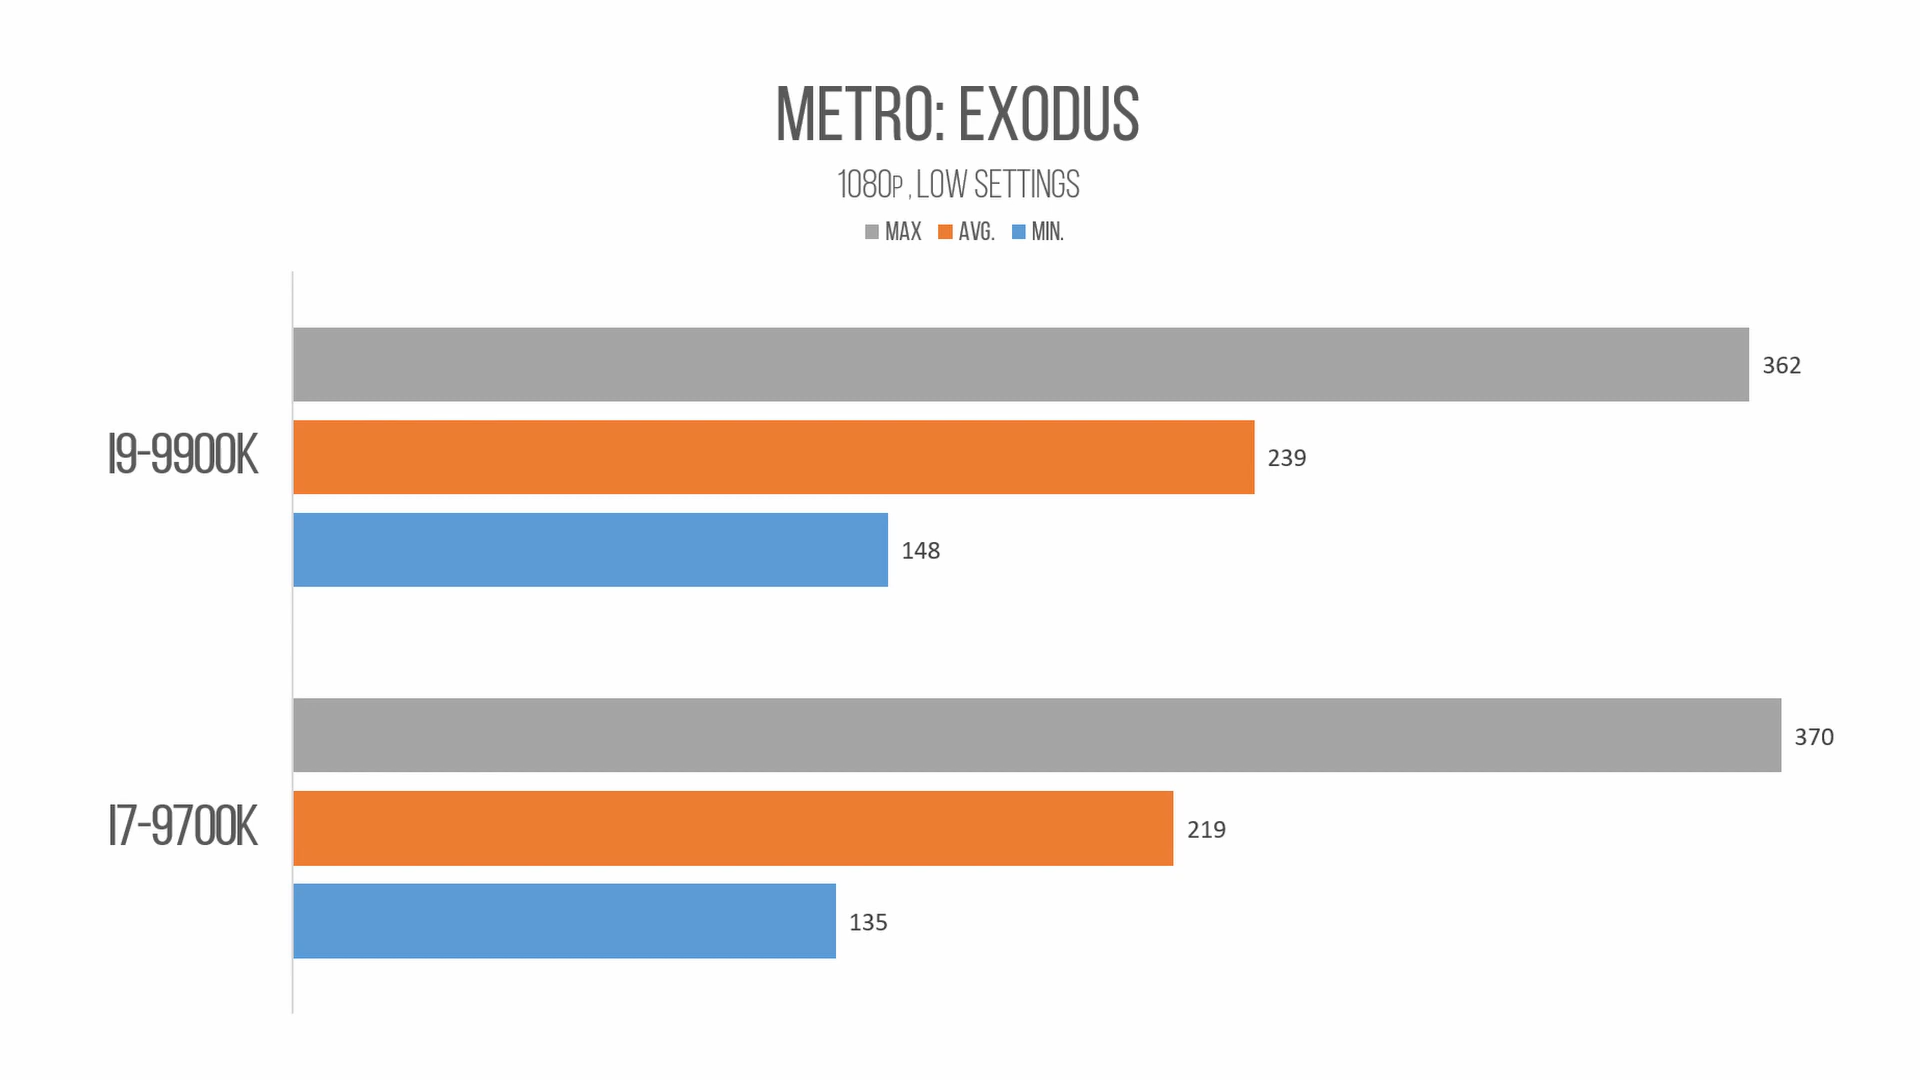 METRO: EXODUS
1080P , LOW SETTINGS
MAX AVG. MIN.
362
I9-9900K
239
148
370
I7-9700K
219
135